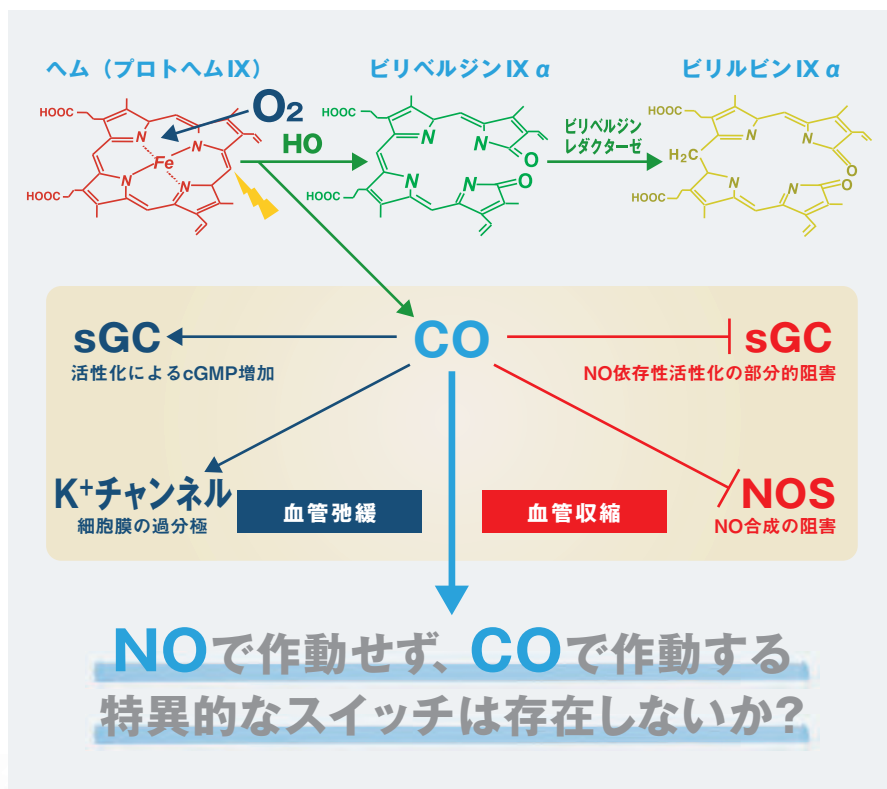 ヘム（プロトヘムIX）
ビリベルジンIXα
ビリルビンIXα
HOOC
O₂
N
N
Fe
N
N
HOOC
HO
HOOC
N
N
O
N
N
O
HOOC
ビリベルジン
レダクターゼ
HOOC
H₂C
N
N
O
N
N
O
HOOC
CO
sGC
活性化によるcGMP増加
sGC
NO依存性活性化の部分的阻害
K⁺チャンネル
細胞膜の過分極
血管弛緩
血管収縮
NOS
NO合成の阻害
NOで作動せず、COで作動する
特異的なスイッチは存在しないか?